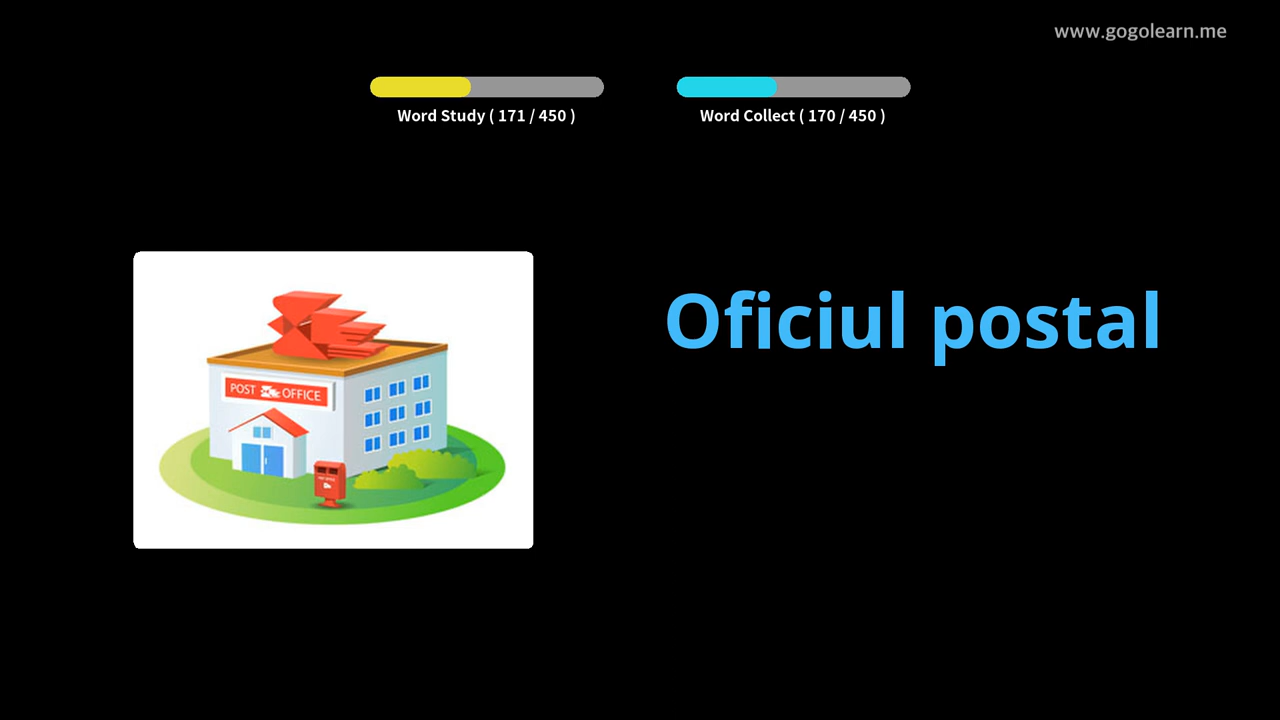 www.gogolearn.me
Word Study ( 171 / 450 )
Word Collect ( 170 / 450 )
Oficiul postal
POST OFFICE